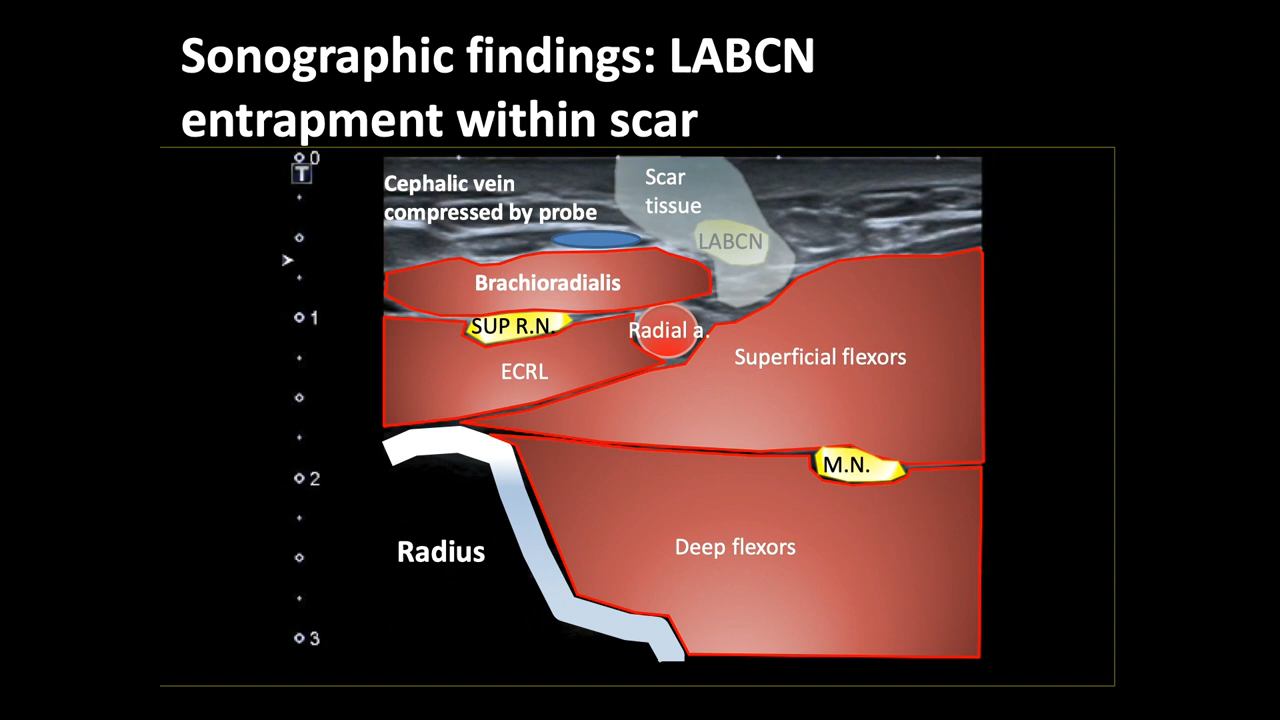 Sonographic findings: LABCN
entrapment within scar
0
T
Cephalic vein
compressed by probe
Scar
tissue
LABCN
Brachioradialis
1
SUP R.N.
Radial a.
Superficial flexors
ECRL
M.N.
2
Deep flexors
Radius
3